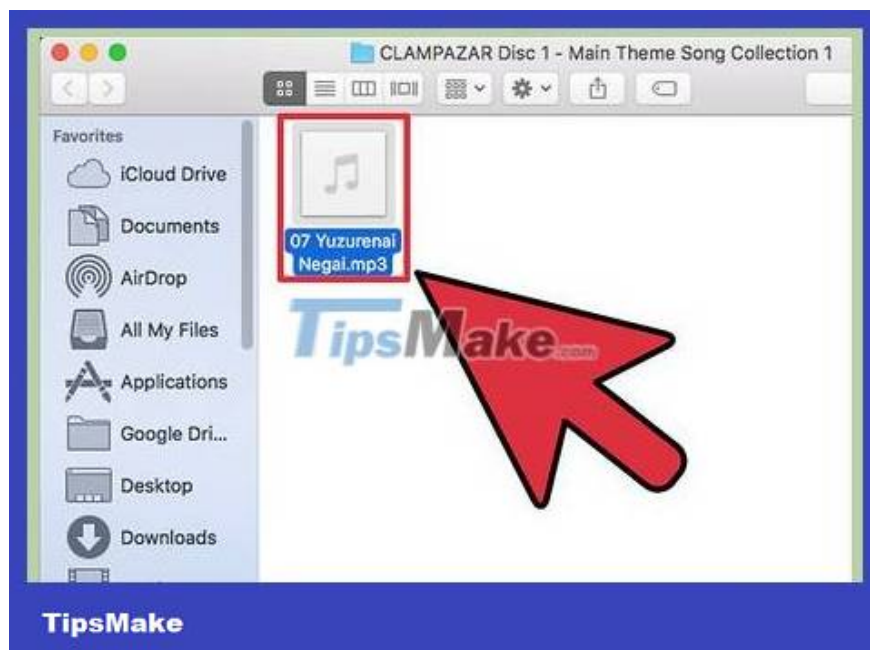 CLAMPAZAR Disc 1 - Main Theme Song Collection 1
Favorites
iCloud Drive
Documents
AirDrop
All My Files
Applications
Google Dri...
Desktop
Downloads
07 Yuzurenai
Negai.mp3
TipsMake.com
TipsMake